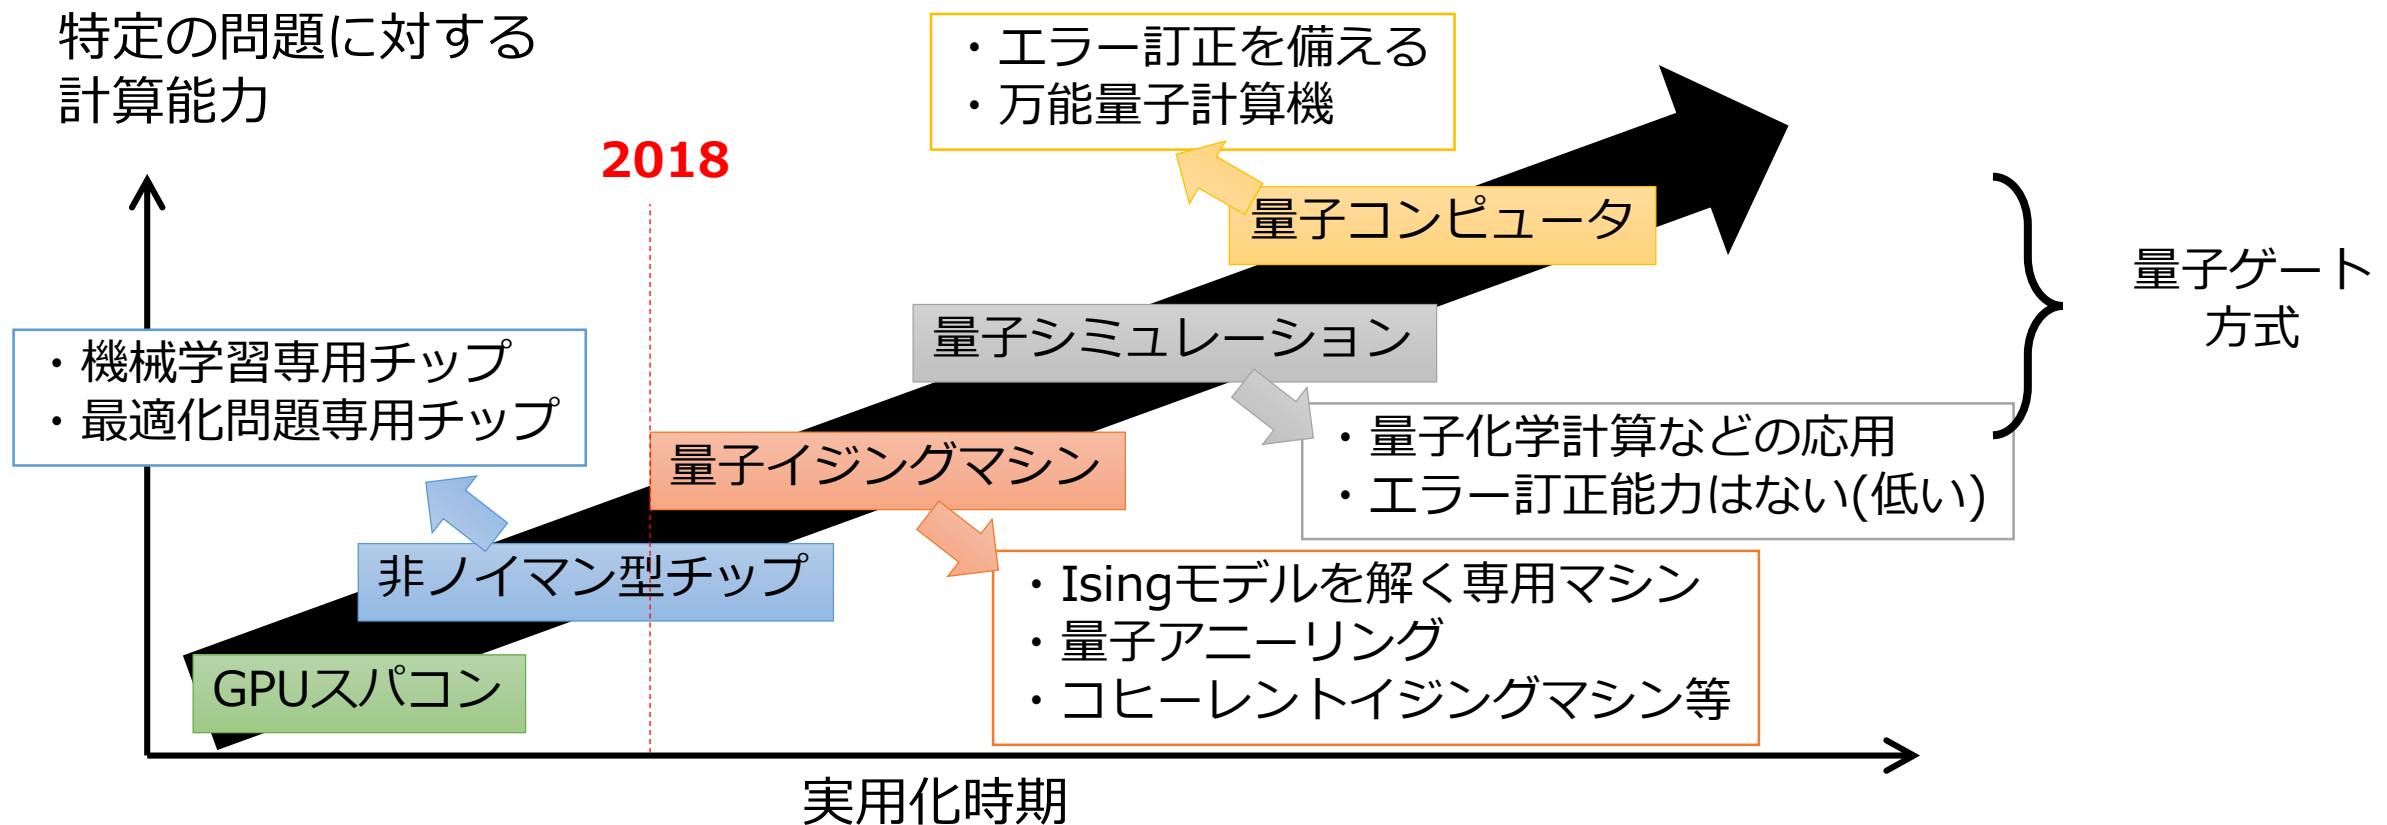 特定の問題に対する
計算能力
・エラー訂正を備える
・万能量子計算機
2018
量子コンピュータ
量子ゲート
方式
量子シミュレーション
・機械学習専用チップ
・最適化問題専用チップ
・量子化学計算などの応用
・エラー訂正能力はない(低い)
量子イジングマシン
非ノイマン型チップ
・Isingモデルを解く専用マシン
・量子アニーリング
・コヒーレントイジングマシン等
GPUスパコン
実用化時期